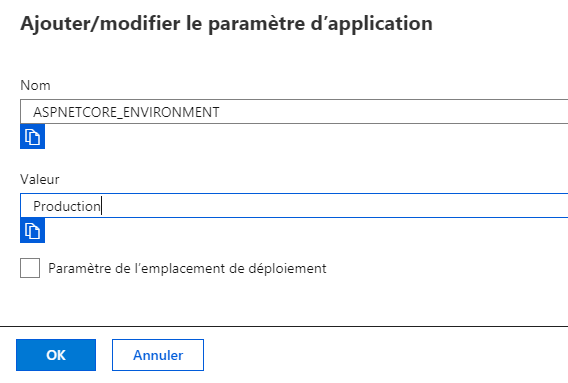 Ajouter/modifier le paramètre d’application
Nom
ASPNETCORE_ENVIRONMENT
Valeur
Production
Paramètre de l’emplacement de déploiement
OK
Annuler